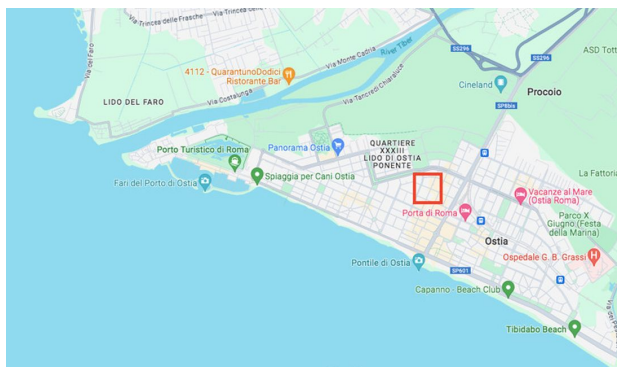 Via Trincea delle Frasche
Via Trincea delle
Via del Faro
River Tiber
Via Monte Cadria
SS296
SS296
ASD Tott
4112 - QuarantunoDodici
Ristorante Bar
Cineland
Procoio
LIDO DEL FARO
Via Costalunga
Via Tancredi Chiaraluce
SP8bis
Panorama Ostia
QUARTIERE
XXXIII
LIDO DI OSTIA
PONENTE
Porto Turistico di Roma
La Fattoria
Spiaggia per Cani Ostia
Fari del Porto di Ostia
Vacanze al Mare
(Ostia Roma)
Porta di Roma
Parco X
Giugno (Festa
della Marina)
Ostia
Ospedale G. B. Grassi
Pontile di Ostia
SP601
Capanno - Beach Club
Via dei
Tibidabo Beach